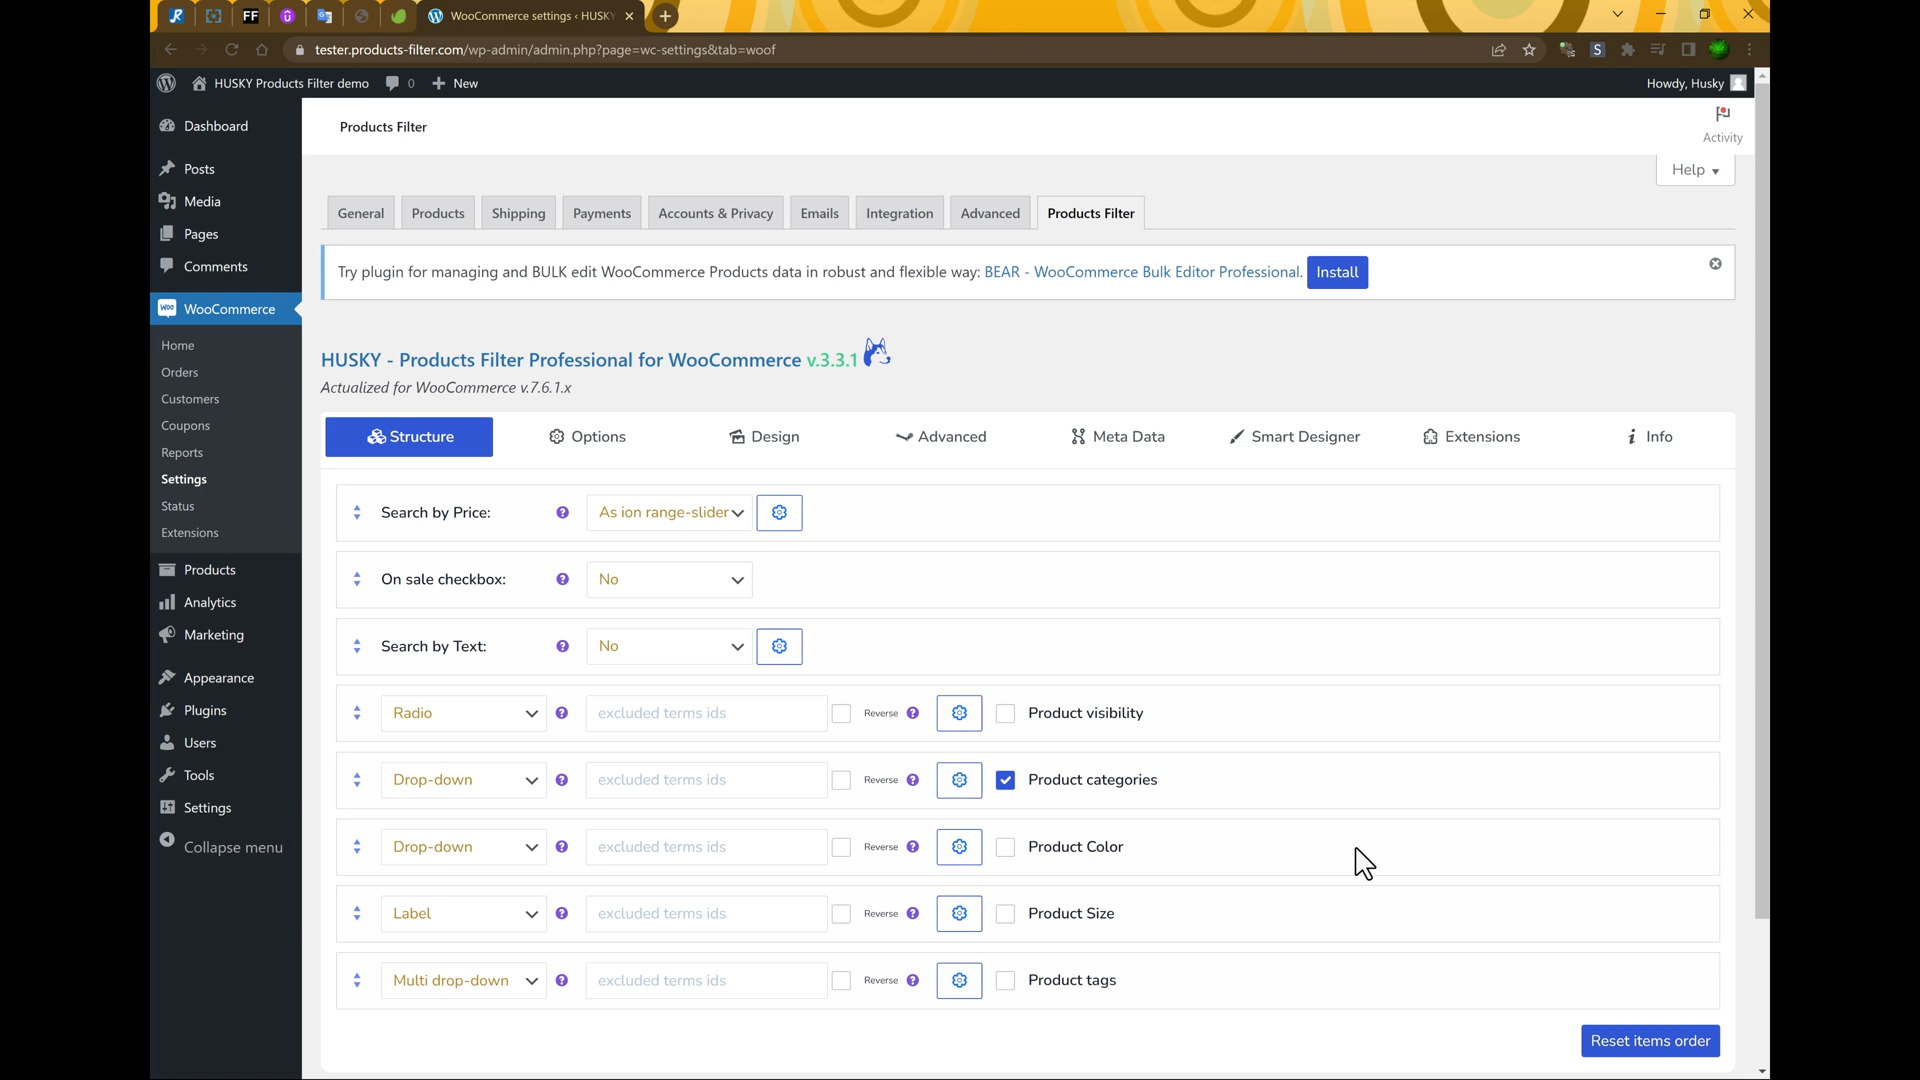 FF
WooCommerce settings ‹ HUSKY
tester.products-filter.com/wp-admin/admin.php?page=wc-settings&tab=woof
S
HUSKY Products Filter demo
0
New
Howdy, Husky
Dashboard
Posts
Media
Pages
Comments
WooCommerce
Home
Orders
Customers
Coupons
Reports
Settings
Status
Extensions
Products
Analytics
Marketing
Appearance
Plugins
Users
Tools
Settings
Collapse menu
Products Filter
Activity
Help
General
Products
Shipping
Payments
Accounts & Privacy
Emails
Integration
Advanced
Products Filter
Try plugin for managing and BULK edit WooCommerce Products data in robust and flexible way: BEAR - WooCommerce Bulk Editor Professional. Install
HUSKY - Products Filter Professional for WooCommerce v.3.3.1
Actualized for WooCommerce v.7.6.1.x
Structure
Options
Design
Advanced
Meta Data
Smart Designer
Extensions
Info
Search by Price: As ion range-slider
On sale checkbox: No
Search by Text: No
Radio excluded terms ids Reverse Product visibility
Drop-down excluded terms ids Reverse Product categories
Drop-down excluded terms ids Reverse Product Color
Label excluded terms ids Reverse Product Size
Multi drop-down excluded terms ids Reverse Product tags
Reset items order